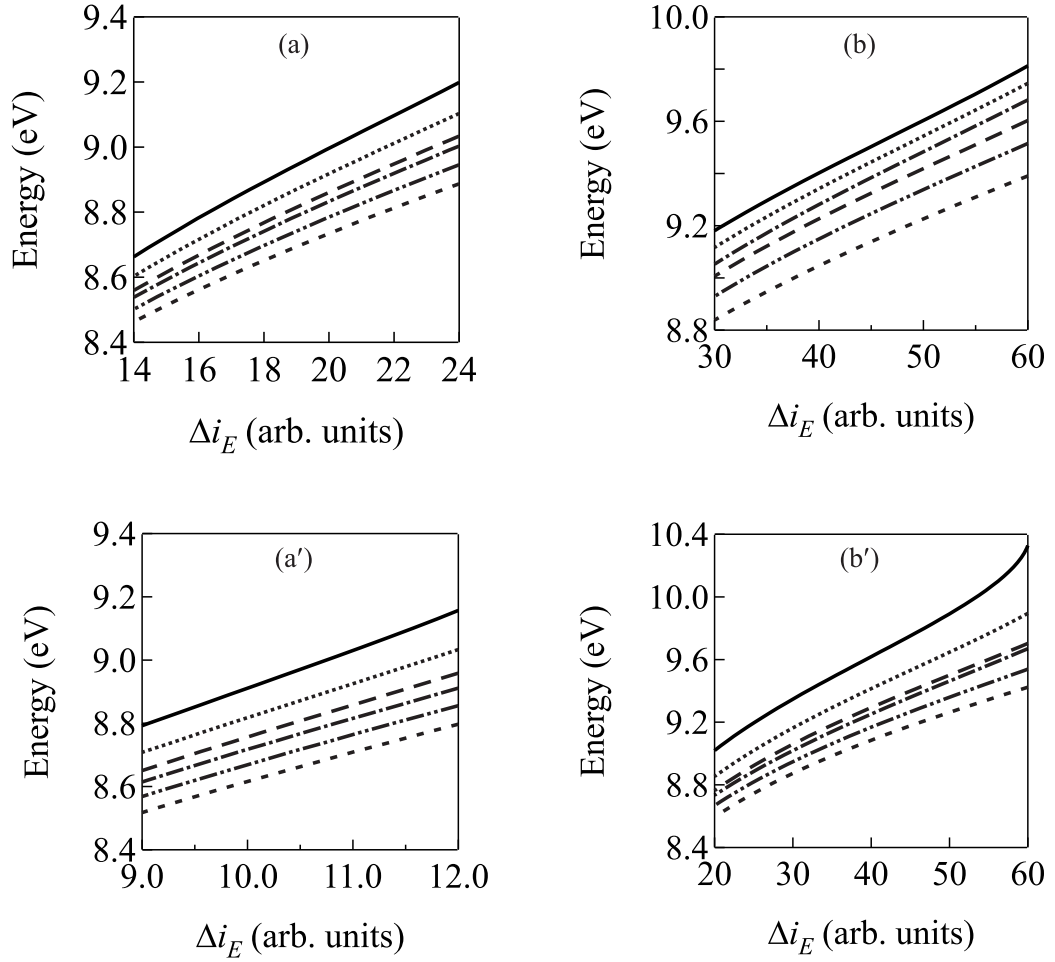 (a)
Energy (eV)
9.4
9.2
9.0
8.8
8.6
8.4
14 16 18 20 22 24
Δi_E (arb. units)
(b)
Energy (eV)
10.0
9.6
9.2
8.8
30 40 50 60
Δi_E (arb. units)
(a′)
Energy (eV)
9.4
9.2
9.0
8.8
8.6
8.4
9.0 10.0 11.0 12.0
Δi_E (arb. units)
(b′)
Energy (eV)
10.4
10.0
9.6
9.2
8.8
8.4
20 30 40 50 60
Δi_E (arb. units)